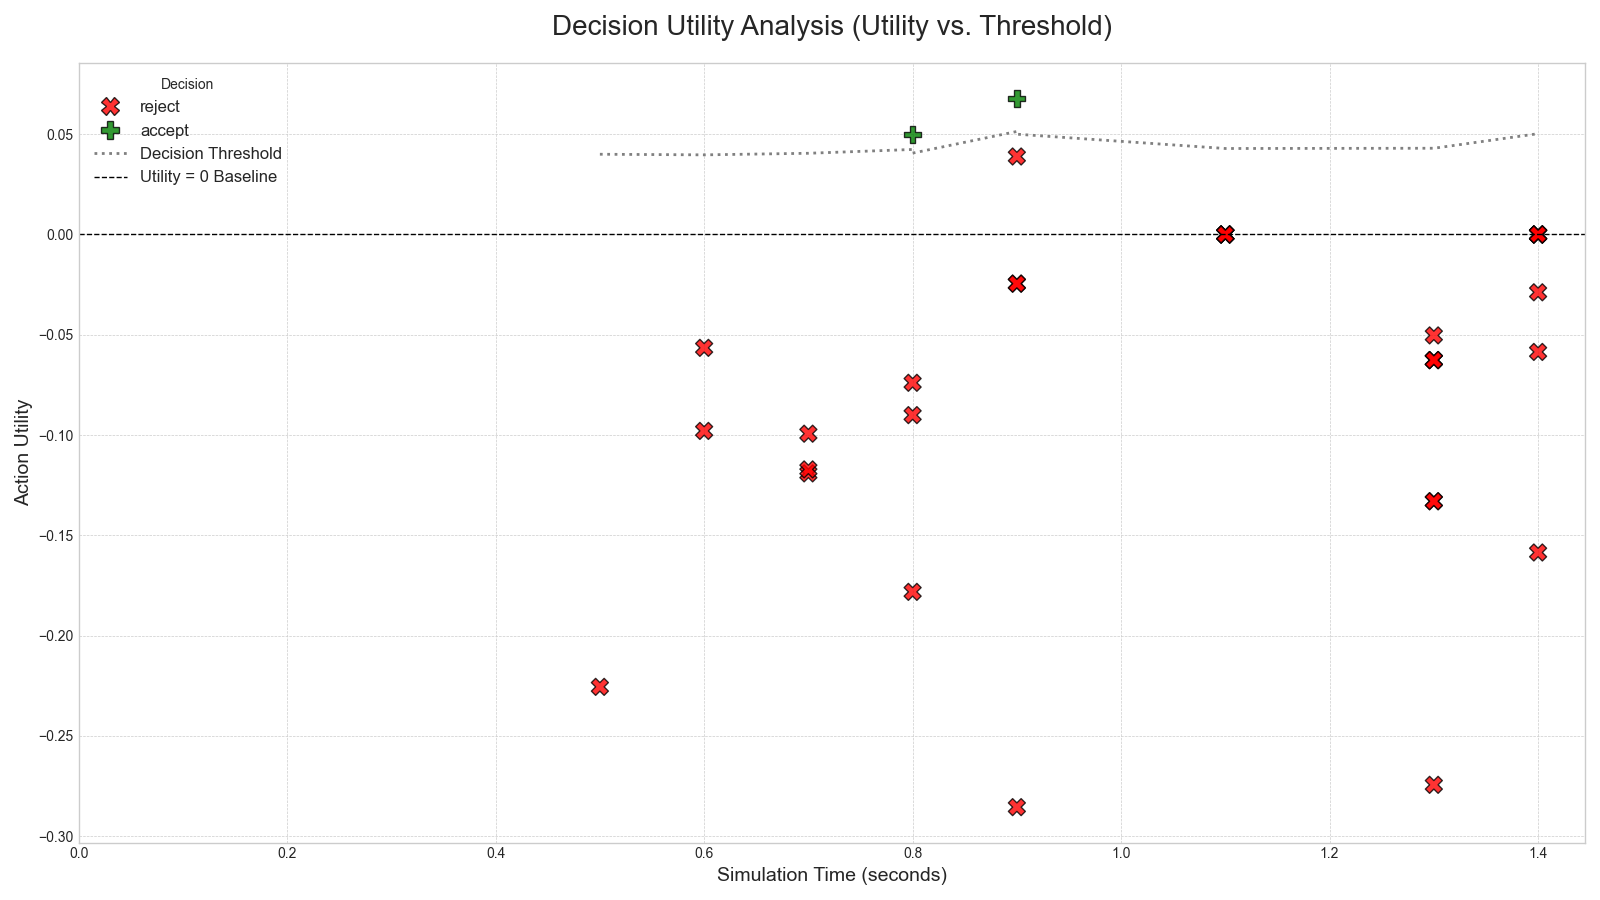 Decision Utility Analysis (Utility vs. Threshold)
Decision
reject
accept
Decision Threshold
Utility = 0 Baseline
Action Utility
0.05
0.00
−0.05
−0.10
−0.15
−0.20
−0.25
−0.30
0.0 0.2 0.4 0.6 0.8 1.0 1.2 1.4
Simulation Time (seconds)